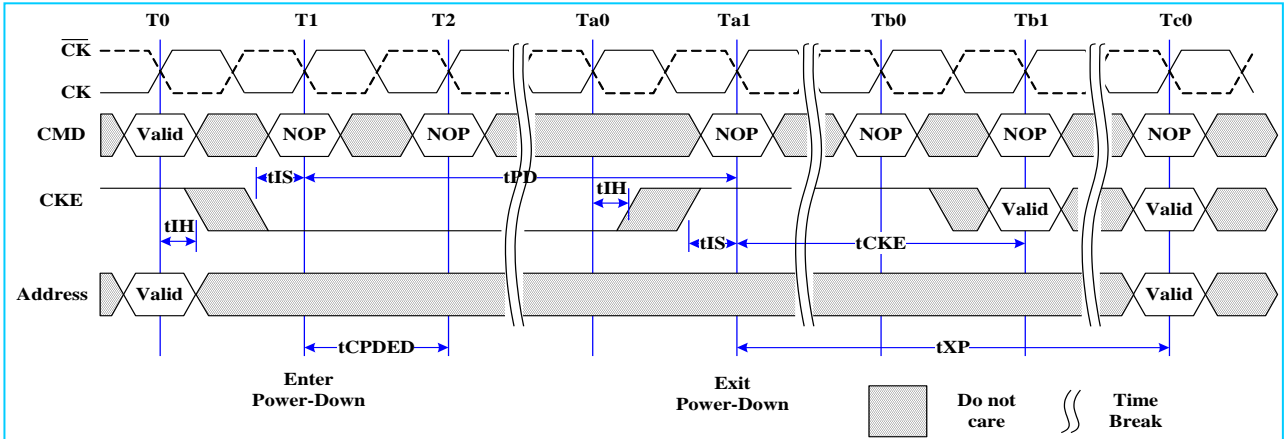 T0 T1 T2 Ta0 Ta1 Tb0 Tb1 Tc0
CK
CK
CMD Valid NOP NOP NOP NOP NOP NOP
tIS tPD tIH
CKE Valid Valid
tIH tIS tCKE
Address Valid Valid
tCPDED tXP
Enter
Power-Down
Exit
Power-Down
Do not
care
Time
Break